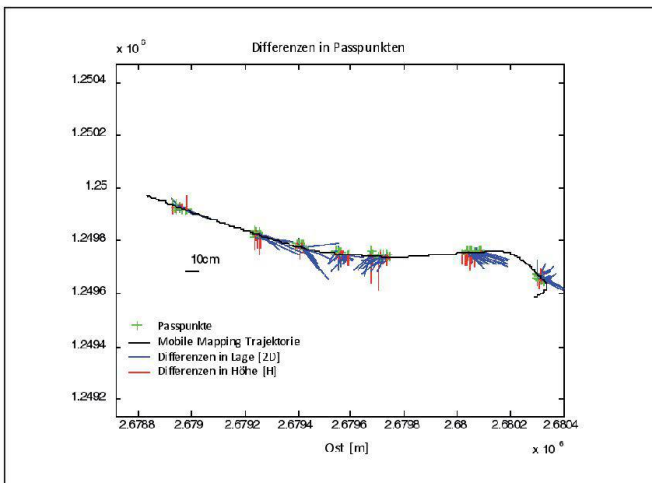 Differenzen in Passpunkten
x 10⁻⁶
1.2504
1.2502
1.25
1.2498
1.2496
1.2494
1.2492
10cm
Passpunkte
Mobile Mapping Trajektorie
Differenzen in Lage [2D]
Differenzen in Höhe [H]
2.6788 2.679 2.6792 2.6794 2.6796 2.6798 2.68 2.6802 2.6804
Ost [m]
x 10⁻⁶